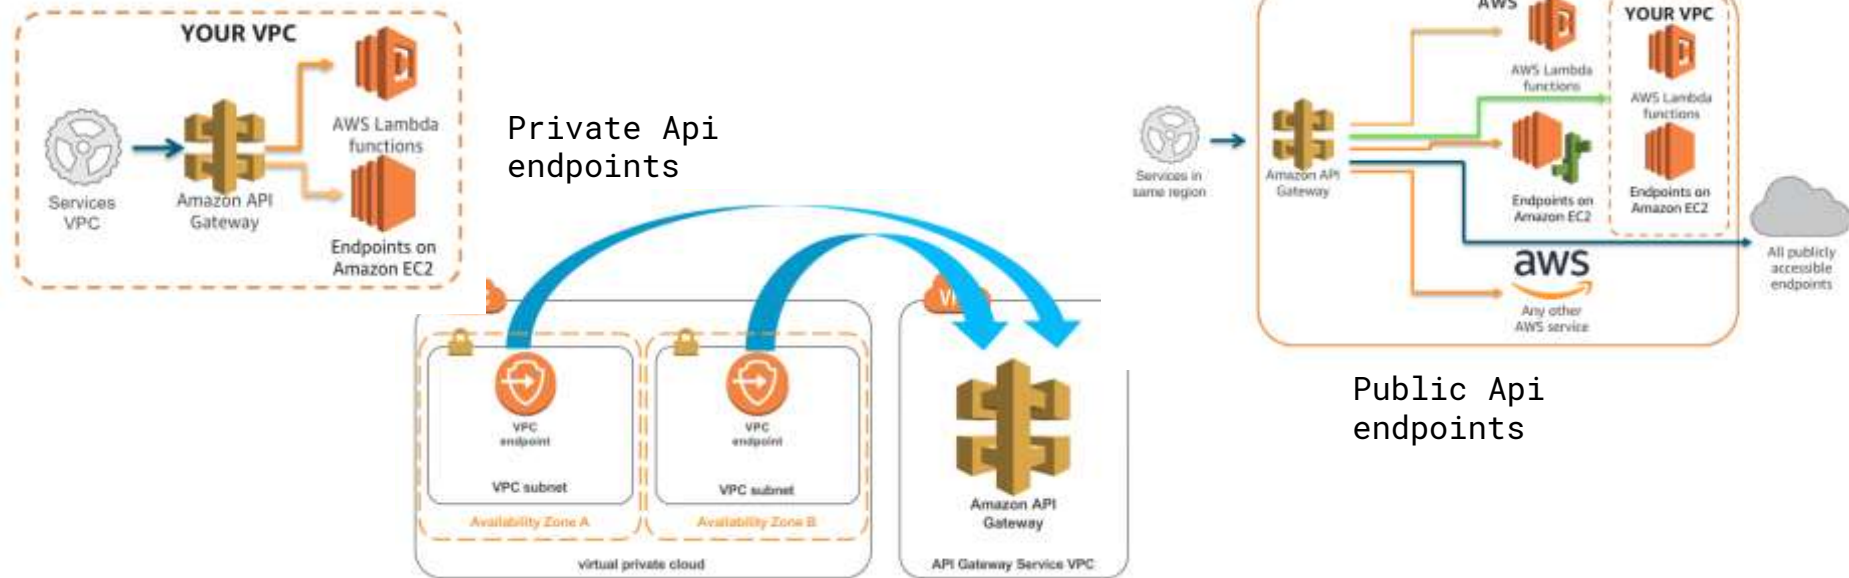 YOUR VPC
AWS Lambda
functions
Services
VPC
Amazon API
Gateway
Endpoints on
Amazon EC2
Private Api
endpoints
VPC
endpoint
VPC subnet
Availability Zone A
VPC
endpoint
VPC subnet
Availability Zone B
virtual private cloud
Amazon API
Gateway
API Gateway Service VPC
AWS
YOUR VPC
AWS Lambda
functions
AWS Lambda
functions
Services in
same region
Amazon API
Gateway
Endpoints on
Amazon EC2
Endpoints on
Amazon EC2
aws
Any other
AWS service
All publicly
accessible
endpoints
Public Api
endpoints